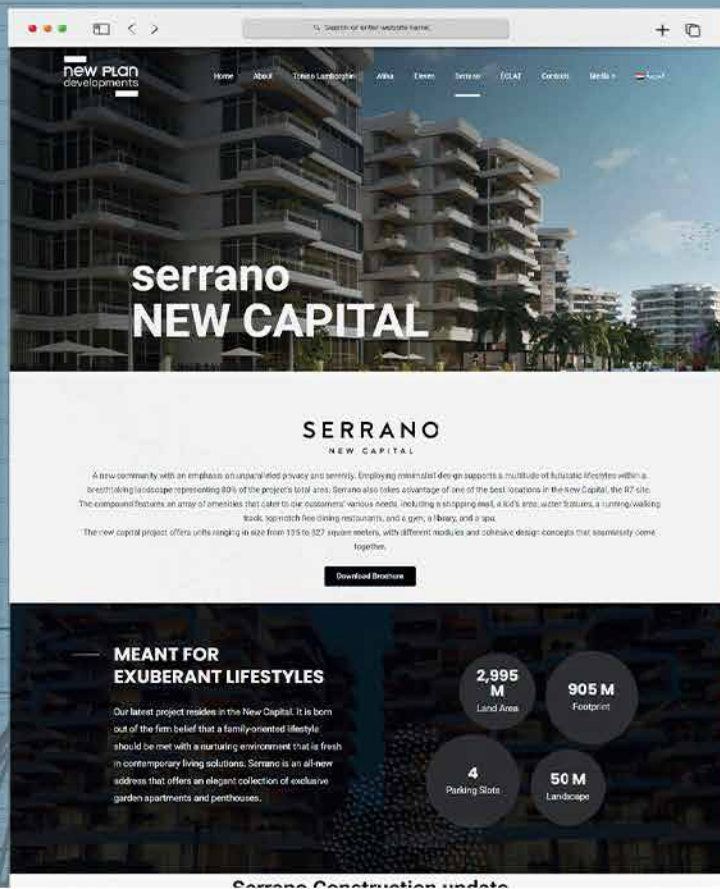 Search or enter website name
new PLan
developments
Home About Tonino Lamborghini Atika Eleven Serrano ÉCLAT Contacts Media
serrano
NEW CAPITAL
SERRANO
NEW CAPITAL
A new community with an emphasis on unparalleled privacy and serenity. Employing minimalist design supports a multitude of futuristic lifestyles within a
breathtaking landscape representing 80% of the project's total area. Serrano also takes advantage of one of the best locations in the New Capital, the R7 site.
The compound features an array of amenities that cater to our customers' various needs, including a shopping mall, a kid's area, water features, a running/walking
track, top-notch fine dining restaurants, and a gym, a library, and a spa.
The new capital project offers units ranging in size from to square meters, with different modules and cohesive design concepts that seamlessly come
together.
Download Brochure
MEANT FOR
EXUBERANT LIFESTYLES
Our latest project resides in the New Capital. It is born
out of the firm belief that a family-oriented lifestyle
should be met with a nurturing environment that is fresh
in contemporary living solutions. Serrano is an all-new
address that offers an elegant collection of exclusive
garden apartments and penthouses.
2,995
M
Land Area
905 M
Footprint
4
Parking Slots
50 M
Landscape
Serrano Construction update